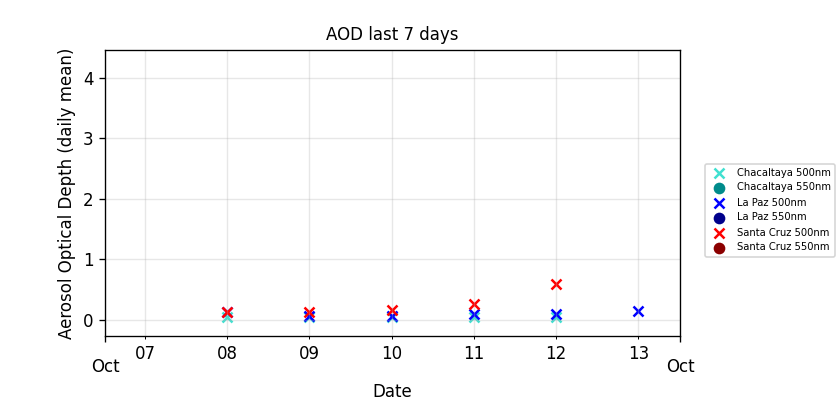 AOD last 7 days
Aerosol Optical Depth (daily mean)
4
3
2
1
0
07 08 09 10 11 12 13
Oct Oct
Date
Chacaltaya 500nm
Chacaltaya 550nm
La Paz 500nm
La Paz 550nm
Santa Cruz 500nm
Santa Cruz 550nm